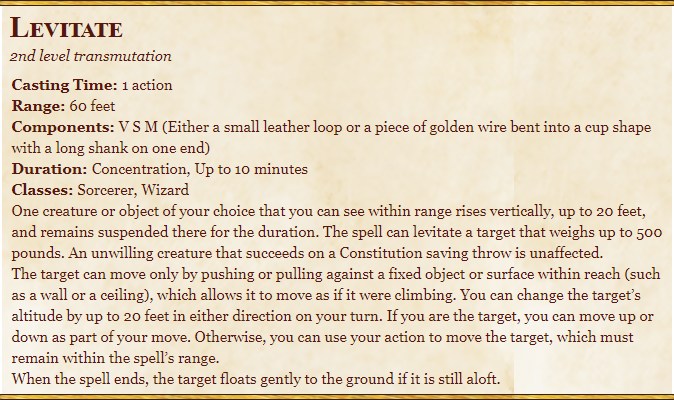 LEVITATE
2nd level transmutation
Casting Time: 1 action
Range: 60 feet
Components: V S M (Either a small leather loop or a piece of golden wire bent into a cup shape
with a long shank on one end)
Duration: Concentration, Up to 10 minutes
Classes: Sorcerer, Wizard
One creature or object of your choice that you can see within range rises vertically, up to 20 feet,
and remains suspended there for the duration. The spell can levitate a target that weighs up to 500
pounds. An unwilling creature that succeeds on a Constitution saving throw is unaffected.
The target can move only by pushing or pulling against a fixed object or surface within reach (such
as a wall or a ceiling), which allows it to move as if it were climbing. You can change the target’s
altitude by up to 20 feet in either direction on your turn. If you are the target, you can move up or
down as part of your move. Otherwise, you can use your action to move the target, which must
remain within the spell’s range.
When the spell ends, the target floats gently to the ground if it is still aloft.